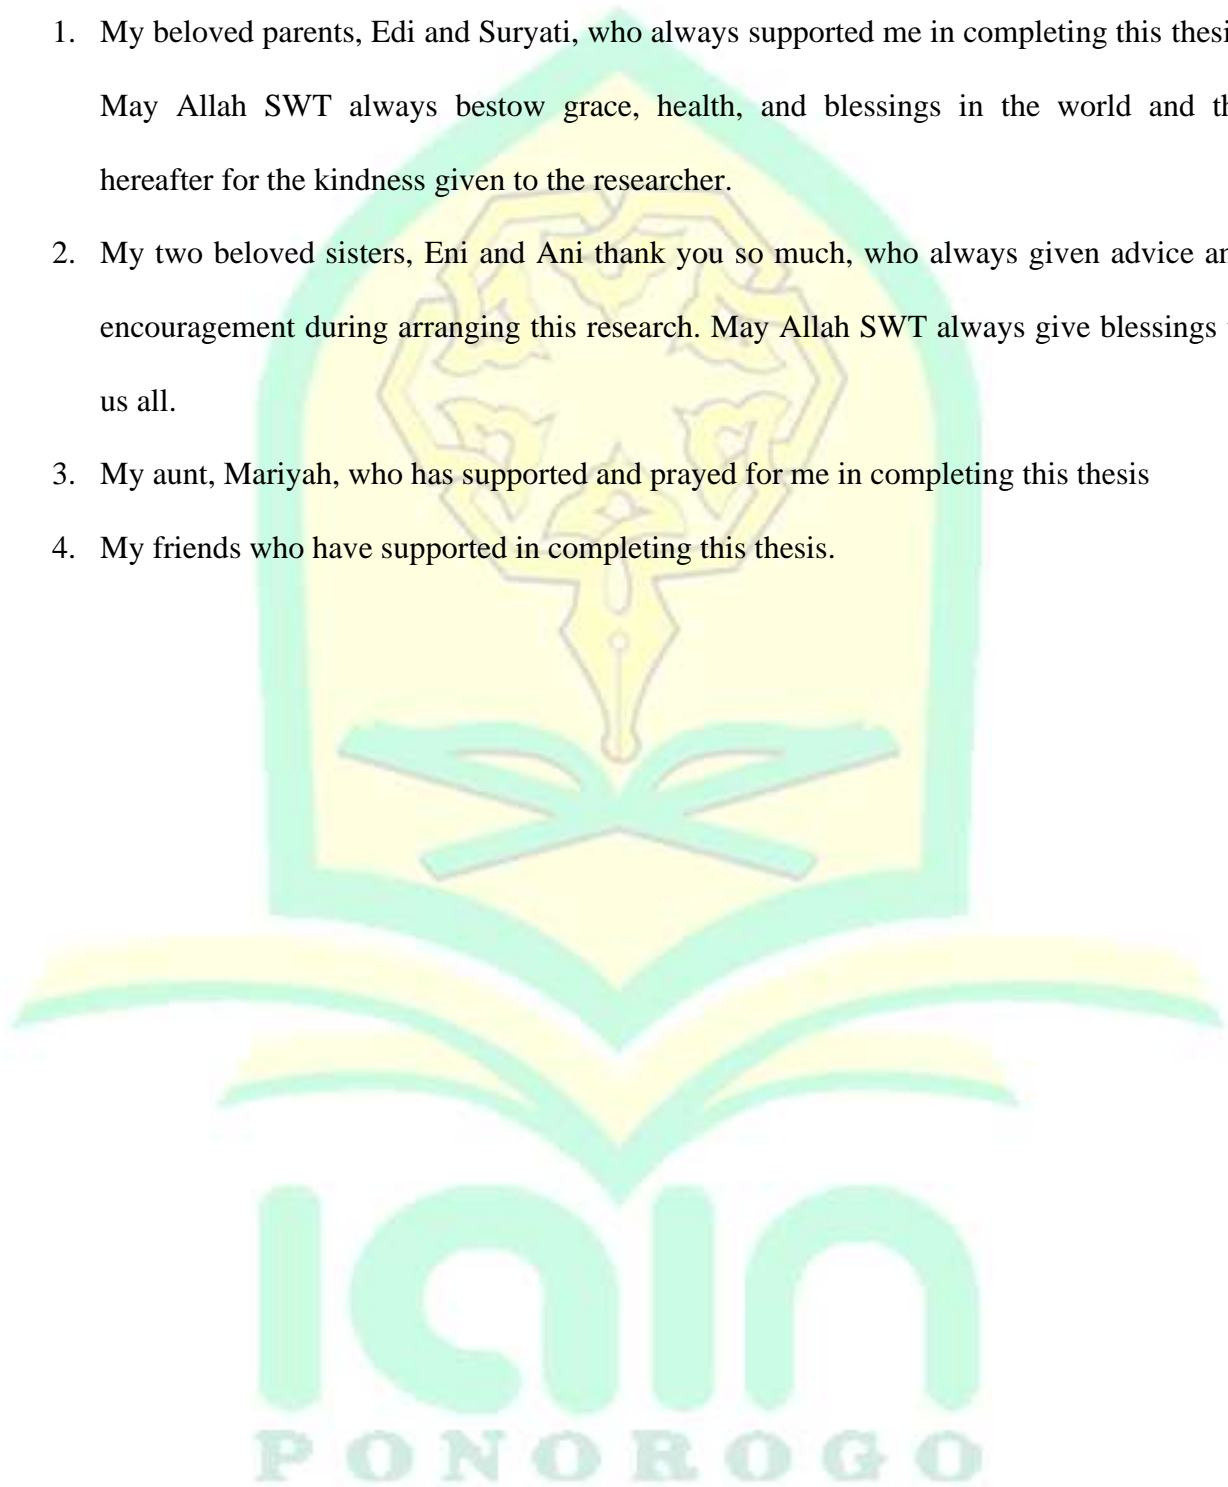 1. My beloved parents, Edi and Suryati, who always supported me in completing this
May Allah SWT always bestow grace, health, and blessings in the world and
hereafter for the kindness given to the researcher.
2. My two beloved sisters, Eni and Ani thank you so much, who always given advice
encouragement during arranging this research. May Allah SWT always give blessings
us all.
3. My aunt, Mariyah, who has supported and prayed for me in completing this thesis
4. My friends who have supported in completing this thesis.
iain
PONOROGO